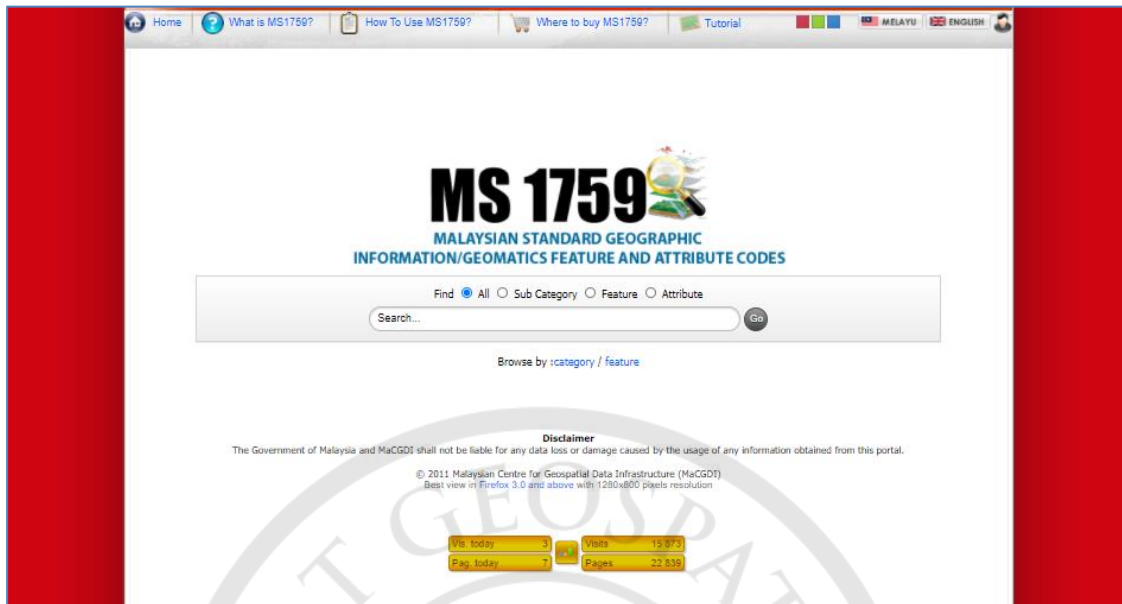 Home What is MS1759? How To Use MS1759? Where to buy MS1759? Tutorial MELAYU ENGLISH
MS 1759
MALAYSIAN STANDARD GEOGRAPHIC
INFORMATION/GEOMATICS FEATURE AND ATTRIBUTE CODES
Find All Sub Category Feature Attribute
Search... Go
Browse by :category / feature
Disclaimer
The Government of Malaysia and MaCGDI shall not be liable for any data loss or damage caused by the usage of any information obtained from this portal.
© 2011 Malaysian Centre for Geospatial Data Infrastructure (MaCGDI)
Best view in Firefox 3.0 and above with 1280x800 pixels resolution
Vis. today 3 Visits 15 873
Pag. today 7 Pages 22 839
T GEOSPA